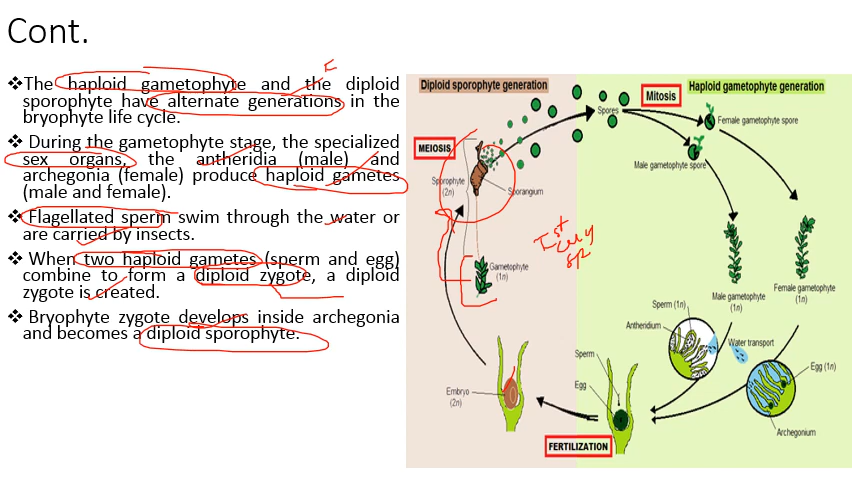 Cont.
❖The haploid gametophyte and the diploid
sporophyte have alternate generations in the
bryophyte life cycle.
❖ During the gametophyte stage, the specialized
sex organs, the antheridia (male) and
archegonia (female) produce haploid gametes
(male and female).
❖ Flagellated sperm swim through the water or
are carried by insects.
❖ When two haploid gametes (sperm and egg)
combine to form a diploid zygote, a diploid
zygote is created.
❖ Bryophyte zygote develops inside archegonia
and becomes a diploid sporophyte.
Diploid sporophyte generation
Haploid gametophyte generation
Mitosis
Spores
Female gametophyte spore
MEIOSIS
Male gametophyte spore
Sporophyte
(2n)
Sporangium
Ist
Gametophyte
(1n)
Male gametophyte
(1n)
Female gametophyte
(1n)
Sperm (1n)
Antheridium
Water transport
Sperm
Egg (1n)
Egg
Embryo
(2n)
Archegonium
FERTILIZATION